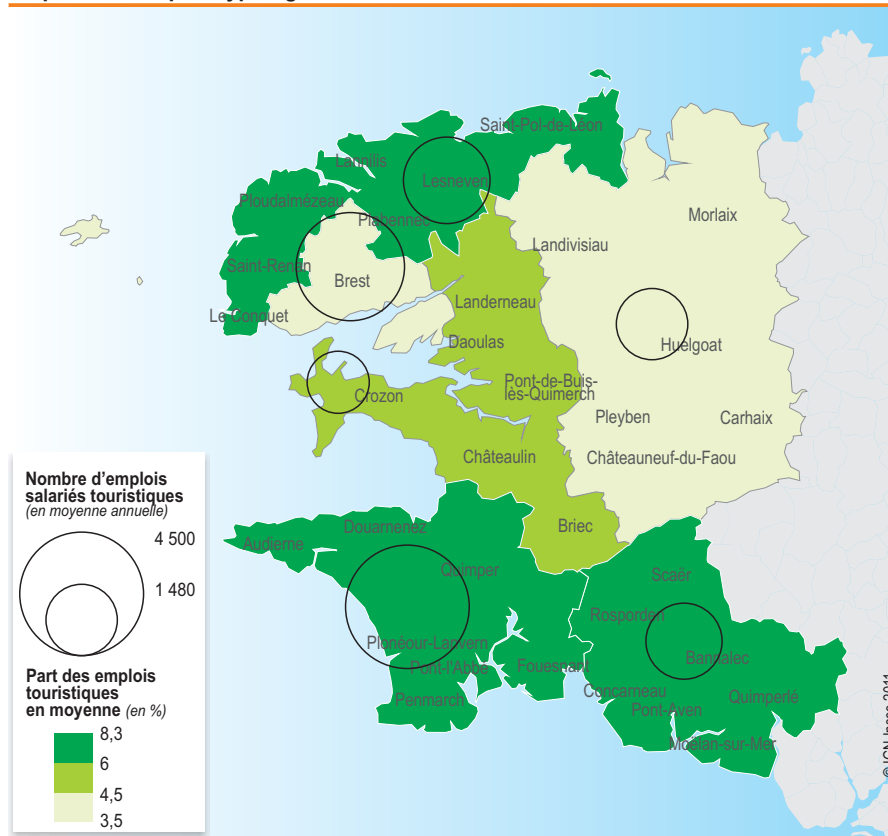 Saint-Pol-de-Léon
Lannilis
Lesneven
Ploudalmézeau
Plabennec
Morlaix
Landivisiau
Saint-Renan
Brest
Landerneau
Le Conquet
Daoulas
Huelgoat
Pont-de-Buis-
lès-Quimerch
Crozon
Pleyben
Carhaix
Châteaulin
Châteauneuf-du-Faou
Douarnenez
Briec
Audierne
Quimper
Scaër
Rosporden
Plonéour-Lanvern
Pont-l'Abbé
Fouesnant
Bannalec
Penmarch
Concarneau
Quimperlé
Pont-Aven
Moëlan-sur-Mer
Nombre d'emplois
salariés touristiques
(en moyenne annuelle)
4 500
1 480
Part des emplois
touristiques
en moyenne (en %)
8,3
6
4,5
3,5
© IGN-Insee 2011